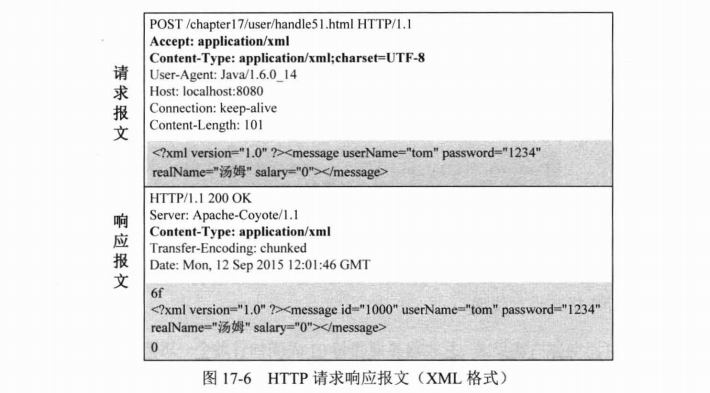 请求报文
POST /chapter17/user/handle51.html HTTP/1.1
Accept: application/xml
Content-Type: application/xml;charset=UTF-8
User-Agent: Java/1.6.0_14
Host: localhost:8080
Connection: keep-alive
Content-Length: 101
<?xml version="1.0" ?><message userName="tom" password="1234"
realName="汤姆" salary="0"></message>
响应报文
HTTP/1.1 200 OK
Server: Apache-Coyote/1.1
Content-Type: application/xml
Transfer-Encoding: chunked
Date: Mon, 12 Sep 2015 12:01:46 GMT
6f
<?xml version="1.0" ?><message id="1000" userName="tom" password="1234"
realName="汤姆" salary="0"></message>
0
图 17-6 HTTP 请求响应报文（XML 格式）